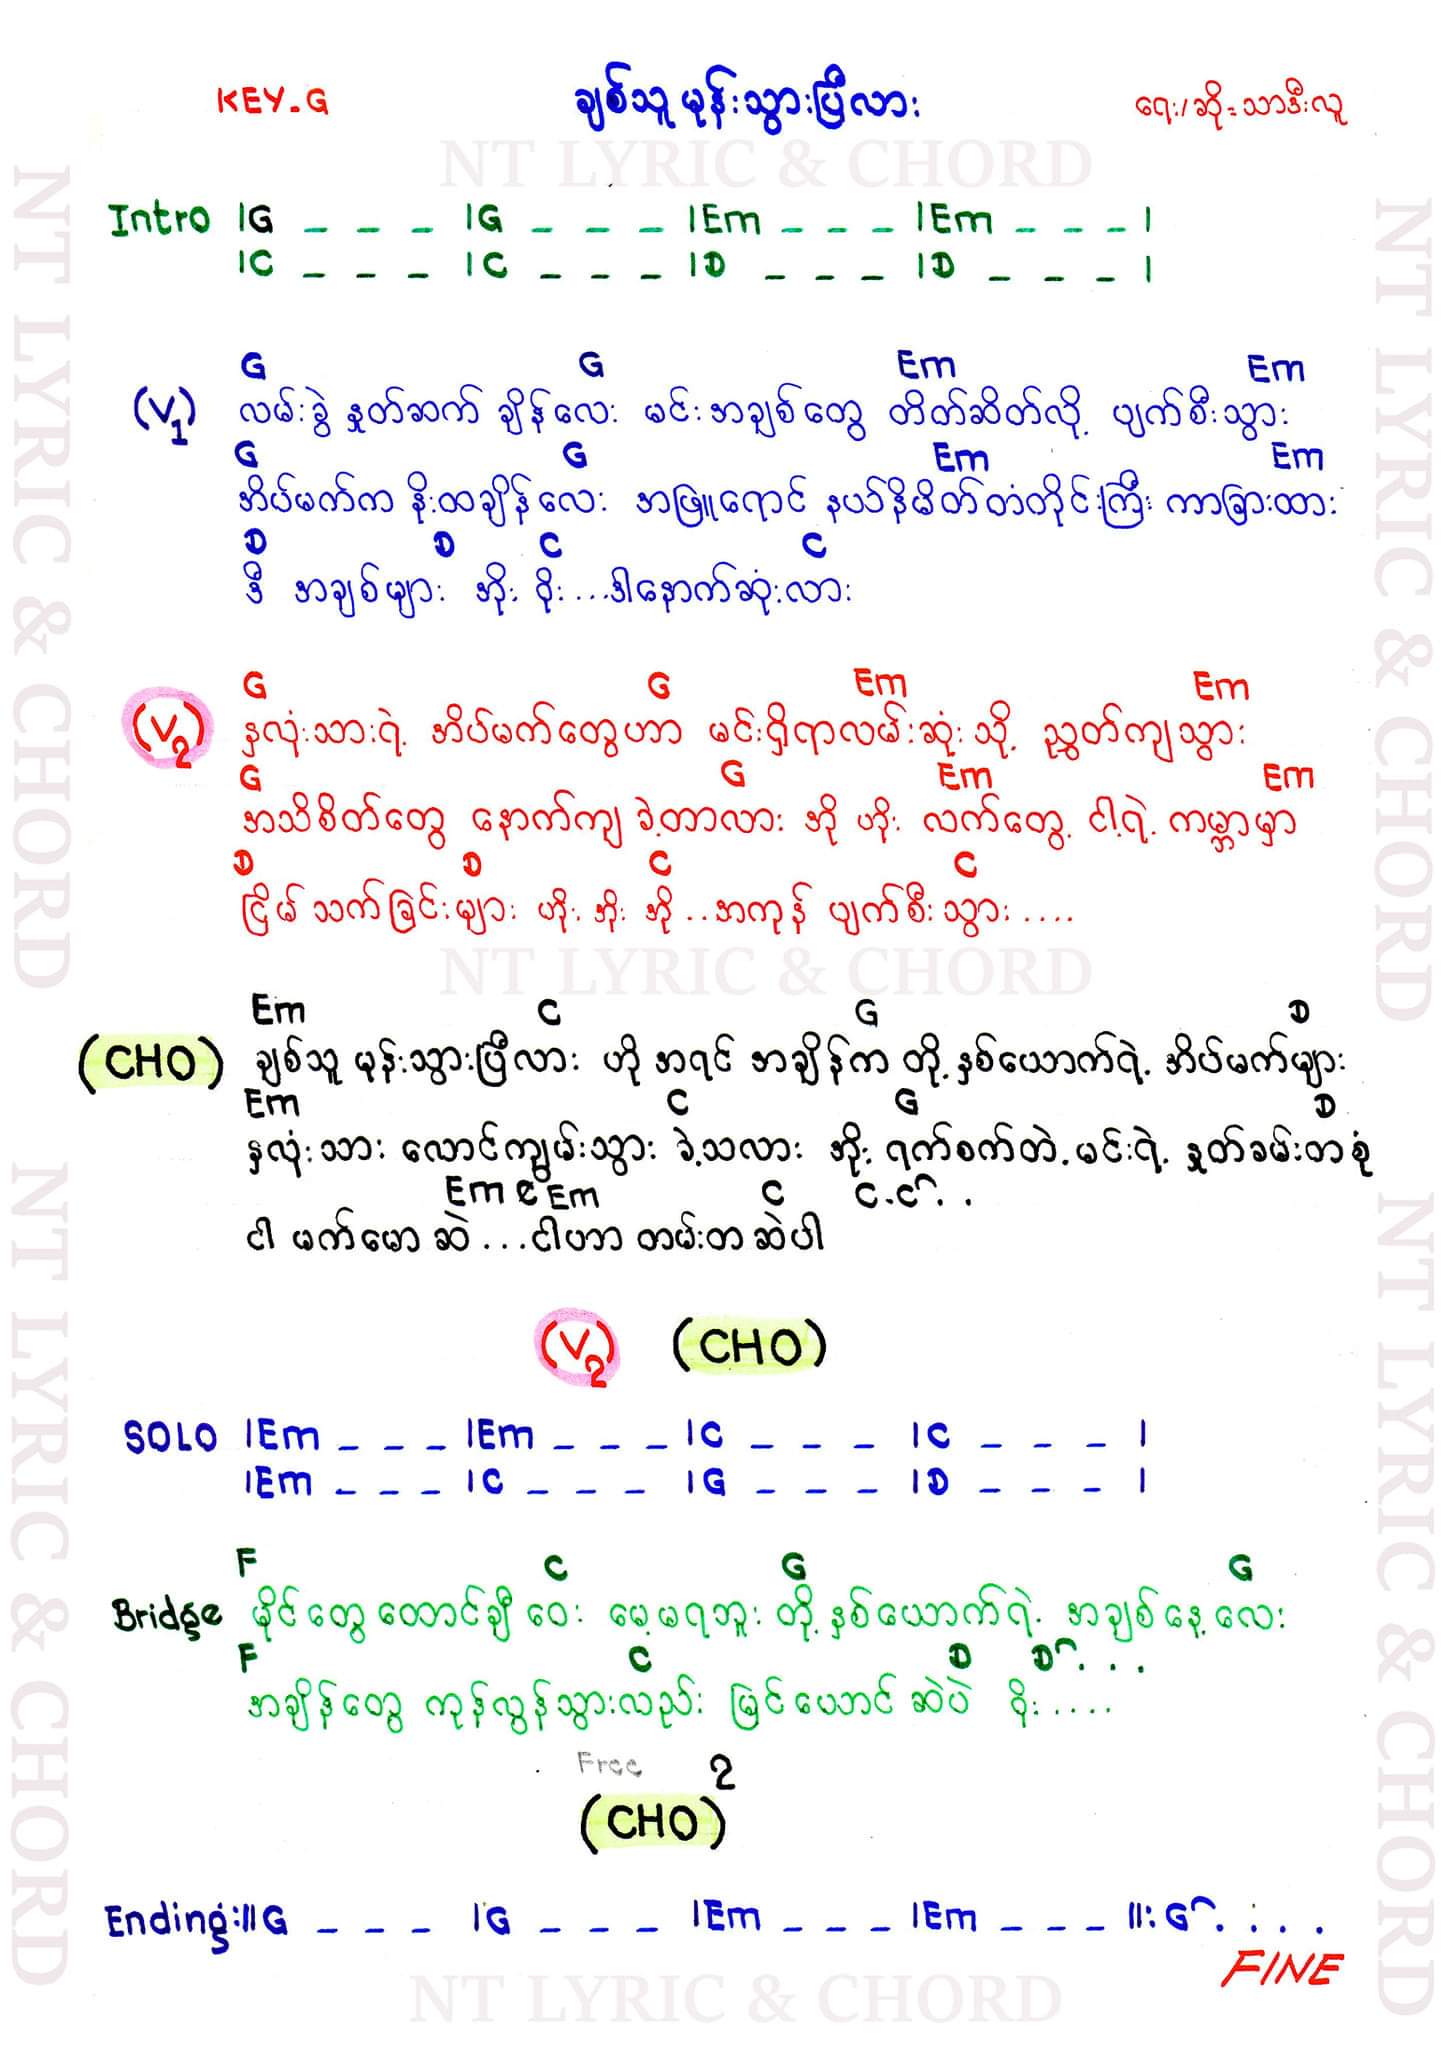 KEY-G ချစ်သူ မုန်းသွားပြီလား ရေး/ဆို=သာဒီးလူ
NT LYRIC & CHORD
Intro |G _ _ _ |G _ _ _ |Em _ _ _ |Em _ _ _ |
|C _ _ _ |C _ _ _ |D _ _ _ |D _ _ _ |
G G Em Em
(V1) လမ်းခွဲ နှုတ်ဆက် ချိန်လေး မင်းအချစ်တွေ တိတ်ဆိတ်လို့ ပျက်စီးသွား
G G Em Em
အိပ်မက်က နိုးထချိန်လေး အဖြူရောင် နယ်နိမိတ်တံတိုင်းကြီး ကာခြားထား
D D C C
ဒီ အချစ်များ အိုး ဝိုး...ဒါနောက်ဆုံးလား
G G Em Em
(V2) နှလုံးသားရဲ့ အိပ်မက်တွေဟာ မင်းရှိရာလမ်းဆုံးသို့ ညွှတ်ကျသွား
G G Em Em
အသိစိတ်တွေ နောက်ကျ ခဲ့တာလား အို ဟိုး လက်တွေ့ ငါ့ရဲ့ ကမ္ဘာမှာ
D D C C
ငြိမ်သက်ခြင်းများ ဟိုး အိုး အို..အကုန် ပျက်စီးသွား....
NT LYRIC & CHORD
Em C G D
(CHO) ချစ်သူ မုန်းသွားပြီလား ဟို အရင် အချိန်က တို့နှစ်ယောက်ရဲ့ အိပ်မက်များ
Em C G D
နှလုံးသား လောင်ကျွမ်းသွား ခဲ့သလား အိုး ရက်စက်တဲ့ မင်းရဲ့ နှုတ်ခမ်းတစုံ
Em Em C C.C..
ငါ မက်မော ဆဲ...ငါဟာ တမ်းတ ဆဲပါ
(V2) (CHO)
SOLO |Em _ _ _ |Em _ _ _ |C _ _ _ |C _ _ _ |
|Em _ _ _ |C _ _ _ |G _ _ _ |D _ _ _ |
F C G G
Bridge မိုင်တွေ ထောင်ချီ ဝေး မေ့မရဘူး တို့နှစ်ယောက်ရဲ့ အချစ်နေ့လေး
F C D D...
အချိန်တွေ ကုန်လွန်သွားလည်း မြင်ယောင် ဆဲပဲ ဝိုး....
Free
(CHO)2
Ending:||G _ _ _ |G _ _ _ |Em _ _ _ |Em _ _ _ ||: G....
FINE
NT LYRIC & CHORD
NT LYRIC & CHORD
NT LYRIC & CHORD
NT LYRIC & CHORD
NT LYRIC & CHORD